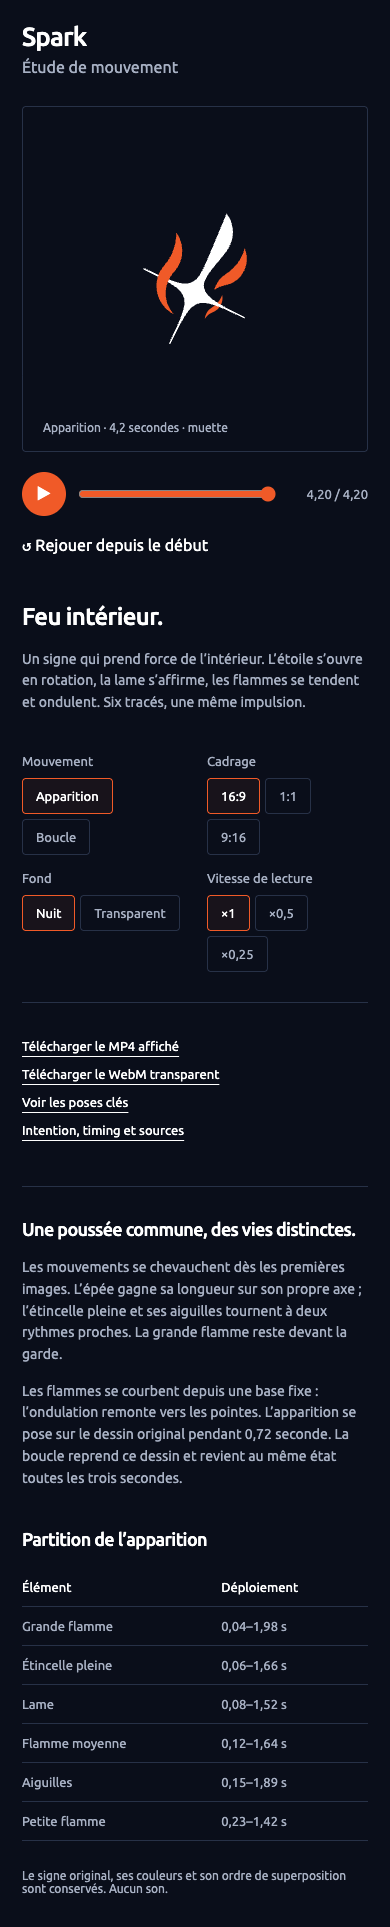 Spark
Étude de mouvement
Apparition · 4,2 secondes · muette
4,20 / 4,20
↺ Rejouer depuis le début
Feu intérieur.
Un signe qui prend force de l’intérieur. L’étoile s’ouvre
en rotation, la lame s’affirme, les flammes se tendent
et ondulent. Six tracés, une même impulsion.
Mouvement
Apparition
Boucle
Cadrage
16:9
1:1
9:16
Fond
Nuit
Transparent
Vitesse de lecture
×1
×0,5
×0,25
Télécharger le MP4 affiché
Télécharger le WebM transparent
Voir les poses clés
Intention, timing et sources
Une poussée commune, des vies distinctes.
Les mouvements se chevauchent dès les premières
images. L’épée gagne sa longueur sur son propre axe ;
l’étincelle pleine et ses aiguilles tournent à deux
rythmes proches. La grande flamme reste devant la
garde.
Les flammes se courbent depuis une base fixe :
l’ondulation remonte vers les pointes. L’apparition se
pose sur le dessin original pendant 0,72 seconde. La
boucle reprend ce dessin et revient au même état
toutes les trois secondes.
Partition de l’apparition
Élément Déploiement
Grande flamme 0,04–1,98 s
Étincelle pleine 0,06–1,66 s
Lame 0,08–1,52 s
Flamme moyenne 0,12–1,64 s
Aiguilles 0,15–1,89 s
Petite flamme 0,23–1,42 s
Le signe original, ses couleurs et son ordre de superposition
sont conservés. Aucun son.